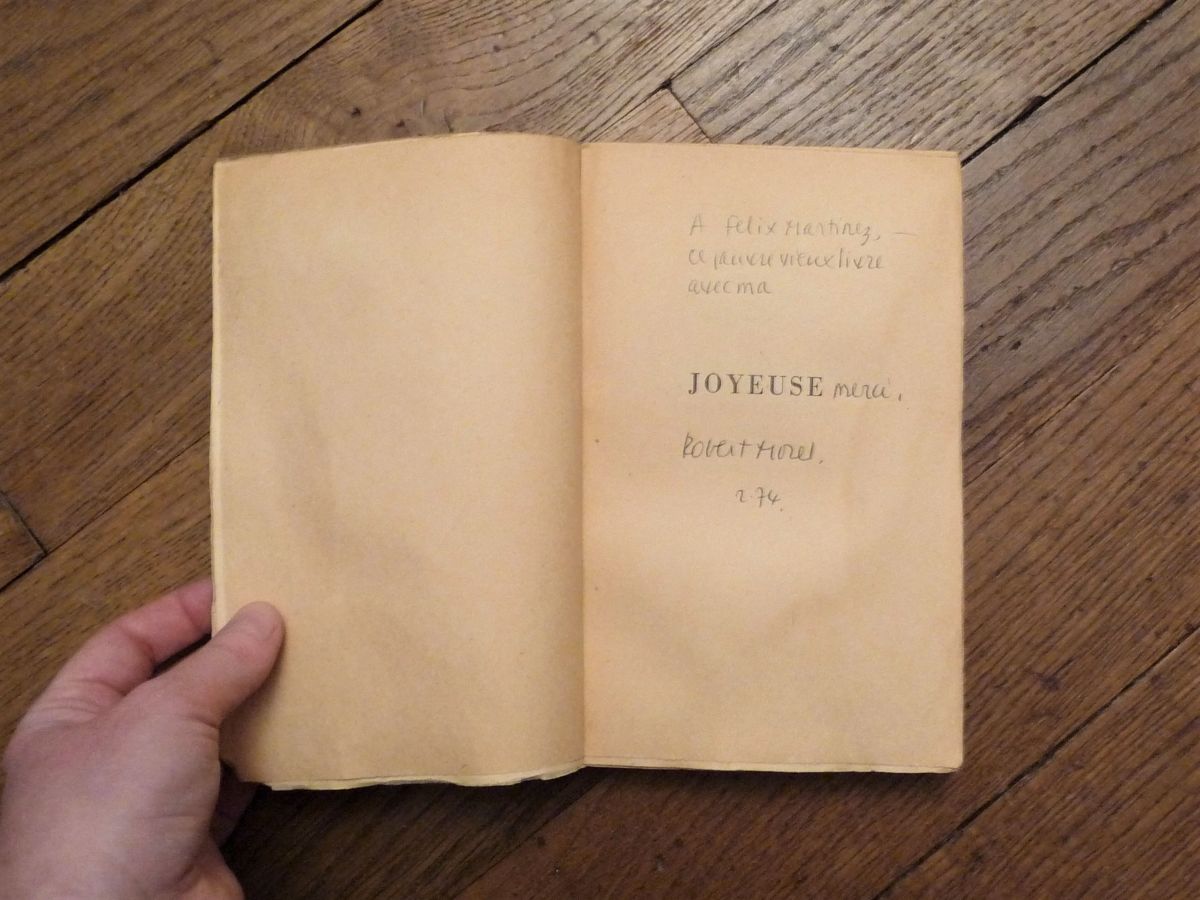 A Felix Martinez, —
ce pauvre vieux livre
avec ma
JOYEUSE merci.
Robert Morel.
2.74.